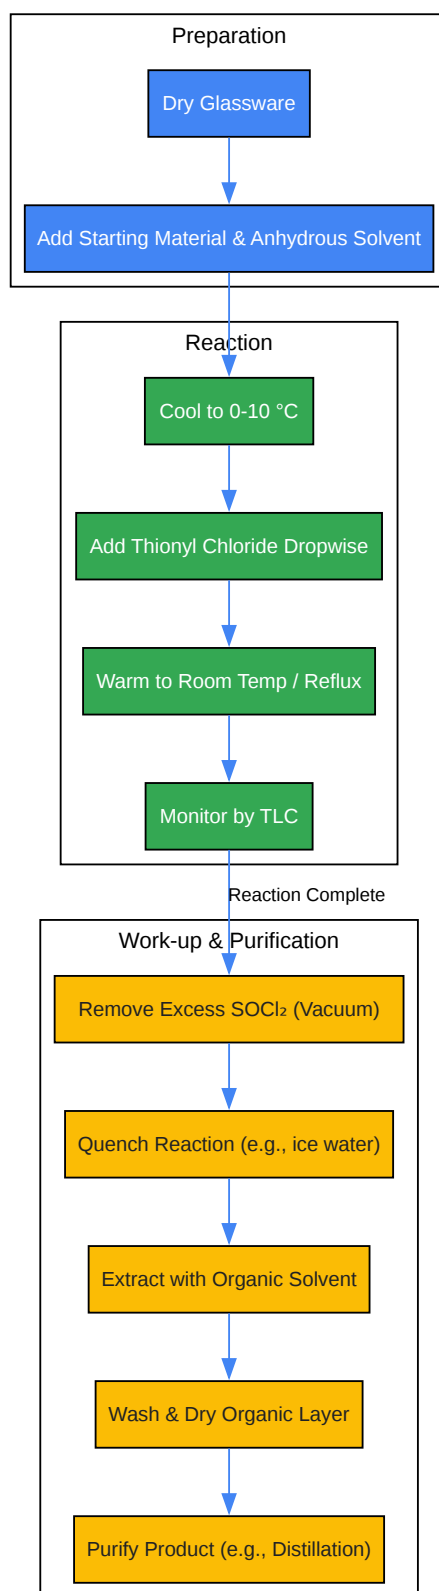 Preparation
Dry Glassware
Add Starting Material & Anhydrous Solvent
Reaction
Cool to 0-10 °C
Add Thionyl Chloride Dropwise
Warm to Room Temp / Reflux
Monitor by TLC
Reaction Complete
Work-up & Purification
Remove Excess SOCl₂ (Vacuum)
Quench Reaction (e.g., ice water)
Extract with Organic Solvent
Wash & Dry Organic Layer
Purify Product (e.g., Distillation)